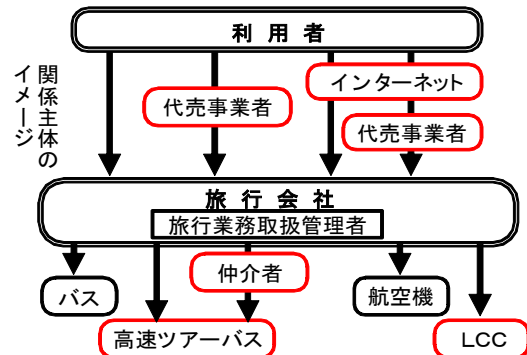 利用者
関係主体の
イメージ
インターネット
代売事業者
代売事業者
旅行会社
旅行業務取扱管理者
仲介者
バス
航空機
高速ツアーバス
LCC